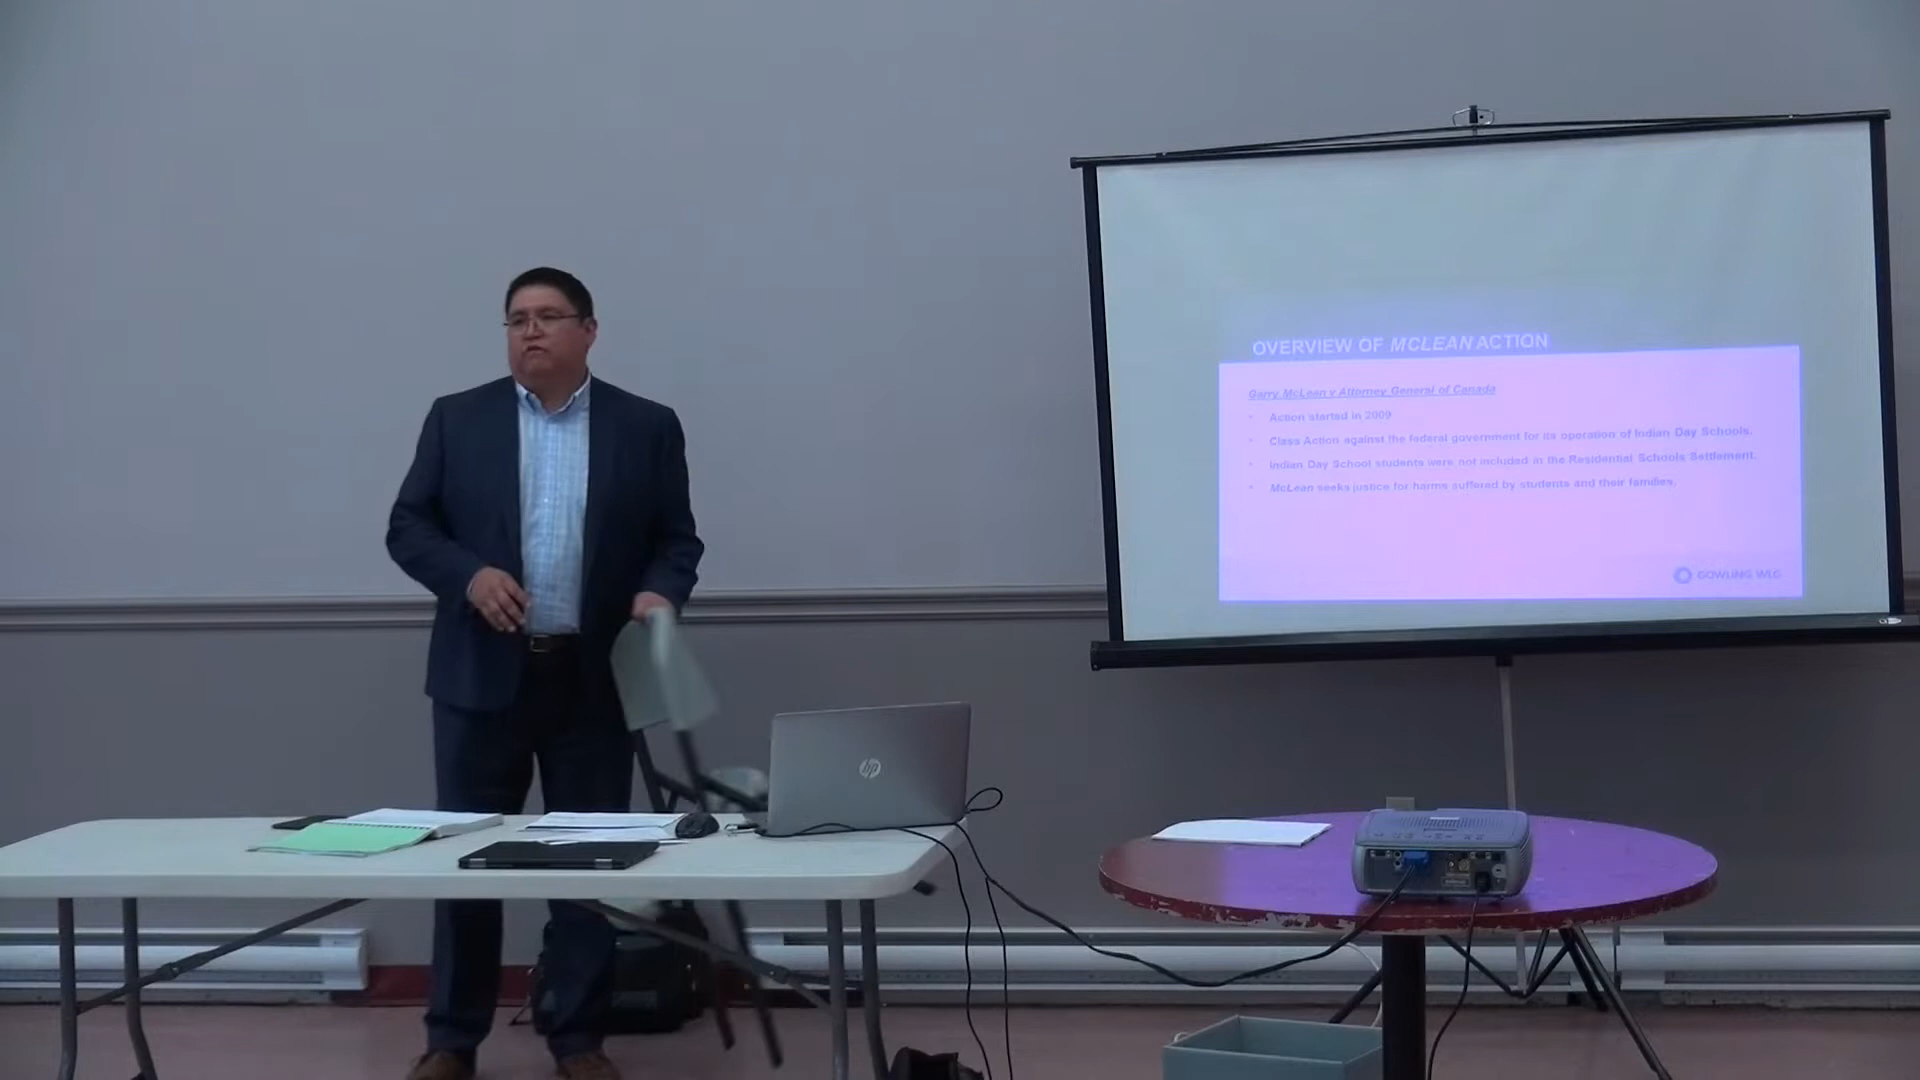 OVERVIEW OF MCLEAN ACTION
Garry McLean v Attorney General of Canada
• Action started in 2009
• Class Action against the federal government for its operation of Indian Day Schools.
• Indian Day School students were not included in the Residential Schools Settlement.
• McLean seeks justice for harms suffered by students and their families.
GOWLING WLG
hp